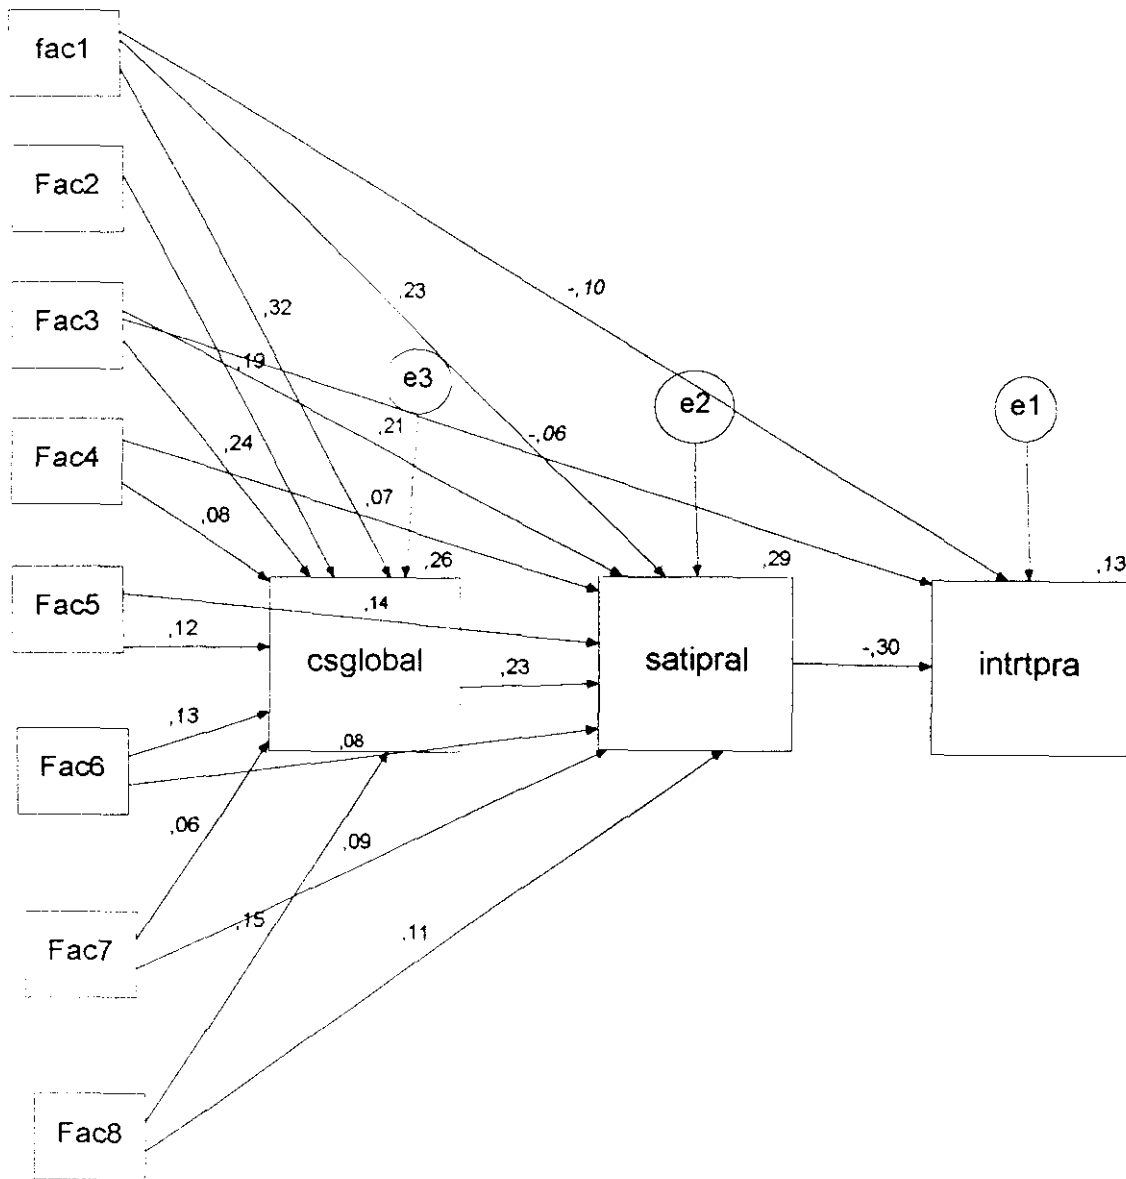 fac1
Fac2
Fac3
Fac4
Fac5
Fac6
Fac7
Fac8
,32
,23
-,10
,19
e3
e2
e1
,24
,21
-,06
,08
,07
,26
,29
,13
,14
,12
csglobal
,23
satipral
-,30
intrtpra
,13
,08
,06
,09
,15
,11